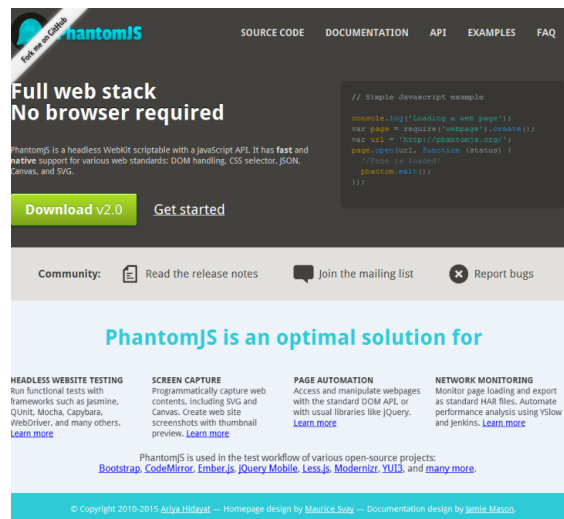 Fork me on GitHub
PhantomJS
SOURCE CODE DOCUMENTATION API EXAMPLES FAQ
Full web stack
No browser required
PhantomJS is a headless WebKit scriptable with a JavaScript API. It has fast and
native support for various web standards: DOM handling, CSS selector, JSON,
Canvas, and SVG.
Download v2.0 Get started
// Simple Javascript example
console.log('Loading a web page');
var page = require('webpage').create();
var url = 'http://phantomjs.org/';
page.open(url, function (status) {
//Page is loaded!
phantom.exit();
});
Community: Read the release notes Join the mailing list Report bugs
PhantomJS is an optimal solution for
HEADLESS WEBSITE TESTING
Run functional tests with
frameworks such as Jasmine,
QUnit, Mocha, Capybara,
WebDriver, and many others.
Learn more
SCREEN CAPTURE
Programmatically capture web
contents, including SVG and
Canvas. Create web site
screenshots with thumbnail
preview. Learn more
PAGE AUTOMATION
Access and manipulate webpages
with the standard DOM API, or
with usual libraries like jQuery.
Learn more
NETWORK MONITORING
Monitor page loading and export
as standard HAR files. Automate
performance analysis using YSlow
and Jenkins. Learn more
PhantomJS is used in the test workflow of various open-source projects:
Bootstrap, CodeMirror, Ember.js, jQuery Mobile, Less.js, Modernizr, YUI3, and many more.
© Copyright 2010-2015 Ariya Hidayat — Homepage design by Maurice Svay — Documentation design by Jamie Mason.